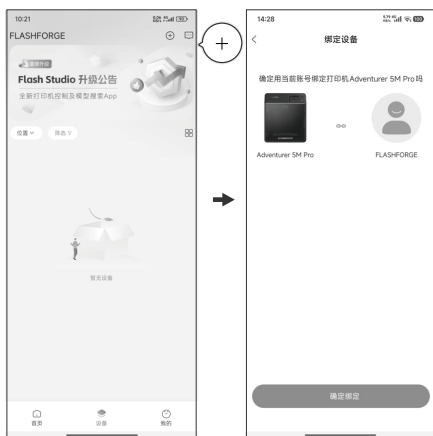 10:21
FLASHFORGE
Flash Studio 升级公告
全新打印机控制及模型搜索App
位置
筛选
暂无设备
首页
设备
我的
14:28
绑定设备
确定用当前账号绑定打印机Adventurer 5M Pro吗
Adventurer 5M Pro
FLASHFORGE
确定绑定